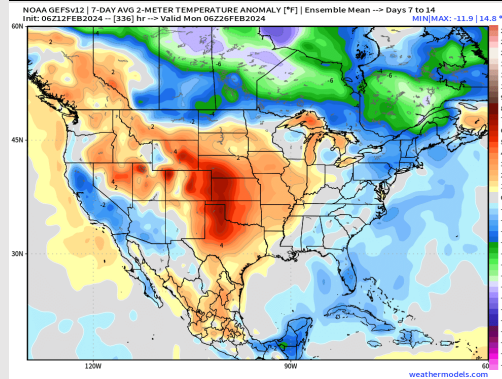 NOAA GEFSv12 | 7-DAY AVG 2-METER TEMPERATURE ANOMALY [°F] | Ensemble Mean --> Days 7 to 14
Init: 06Z12FEB2024 -- [336] hr --> Valid Mon 06Z26FEB2024 MIN|MAX: -11.9 | 14.8 °
60N
45N
30N
120W 90W 60
weathermodels.com